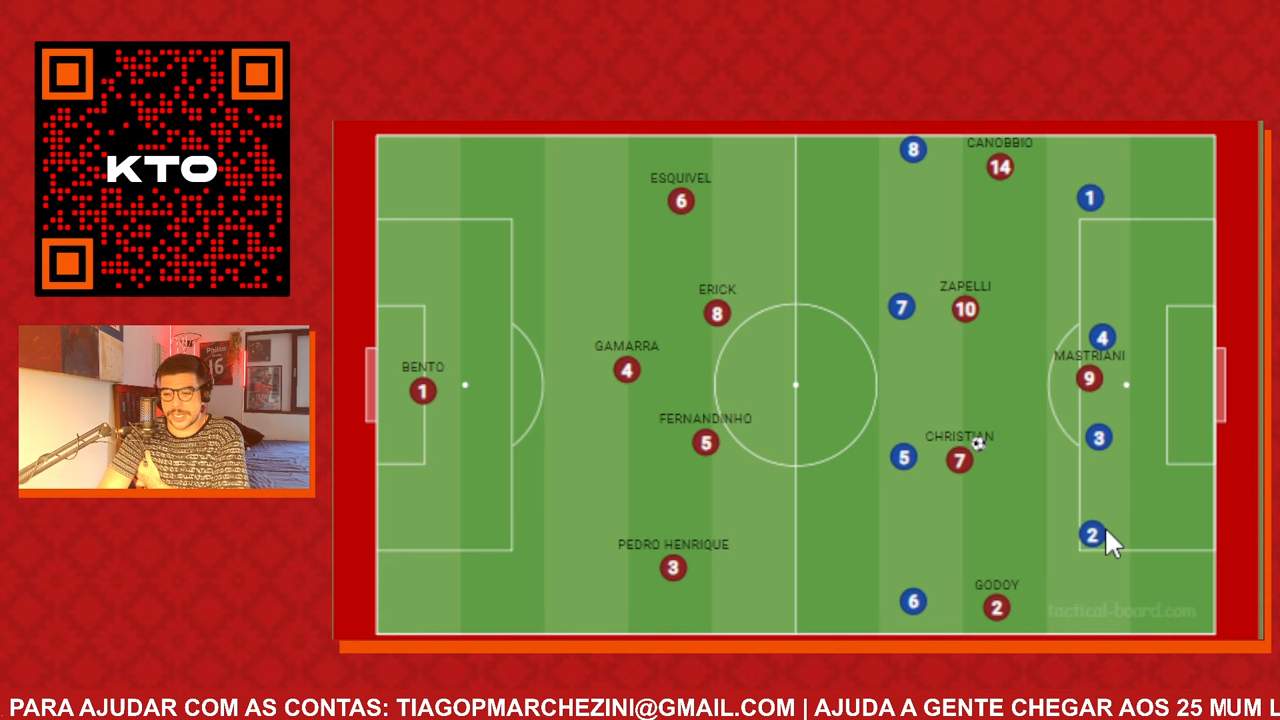 KTO
Philco
16
8
CANOBBIO
14
1
ESQUIVEL
6
ERICK
8
7
ZAPELLI
10
4
MASTRIANI
9
GAMARRA
4
BENTO
1
FERNANDINHO
5
5
CHRISTIAN
7
3
2
PEDRO HENRIQUE
3
6
GODOY
2
tactical-board.com
PARA AJUDAR COM AS CONTAS: TIAGOPMARCHEZINI@GMAIL.COM | AJUDA A GENTE CHEGAR AOS 25 MUM L